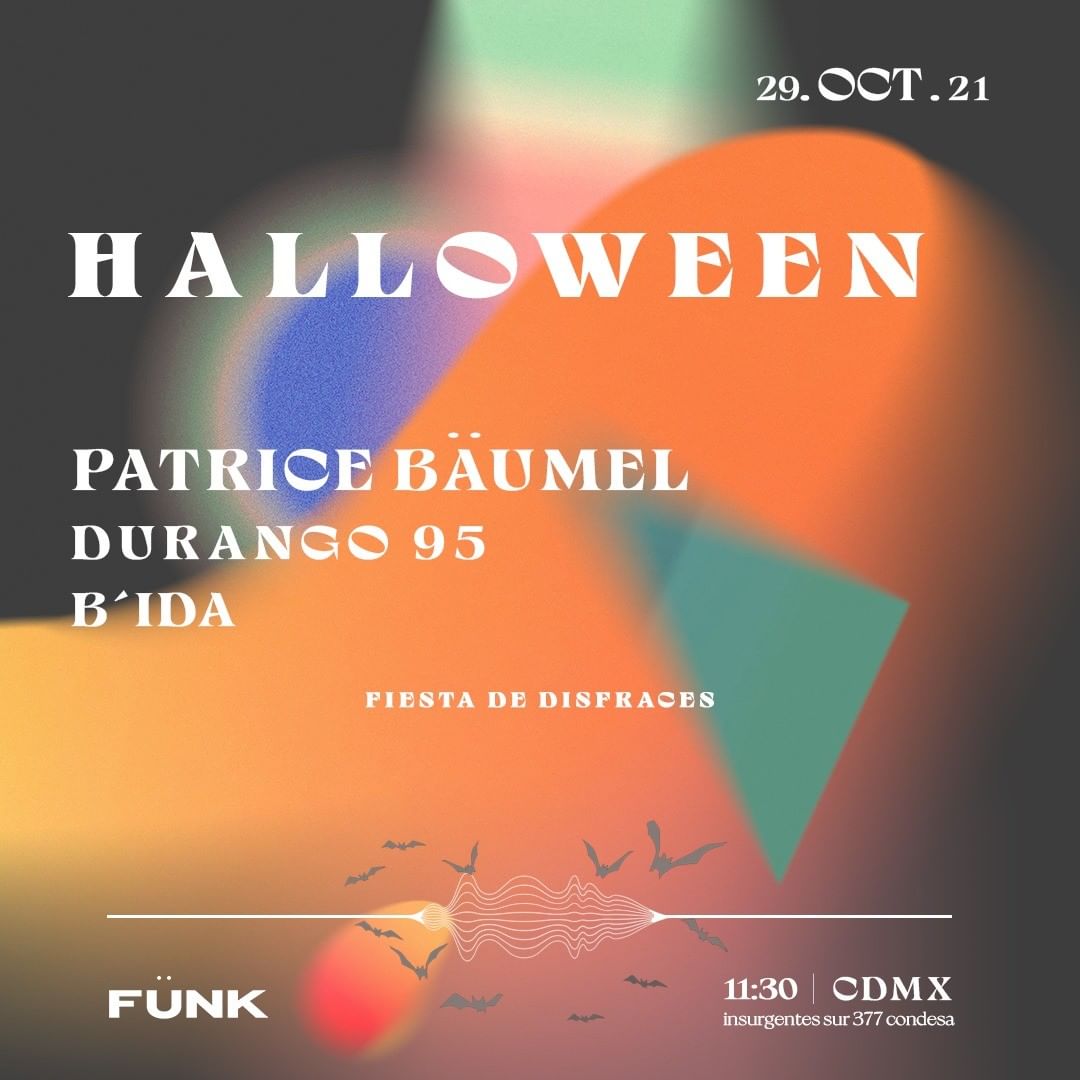 29. OCT. 21
HALLOWEEN
PATRICE BÄUMEL
DURANGO 95
B´IDA
FIESTA DE DISFRACES
FÜNK
11:30 | CDMX
insurgentes sur 377 condesa